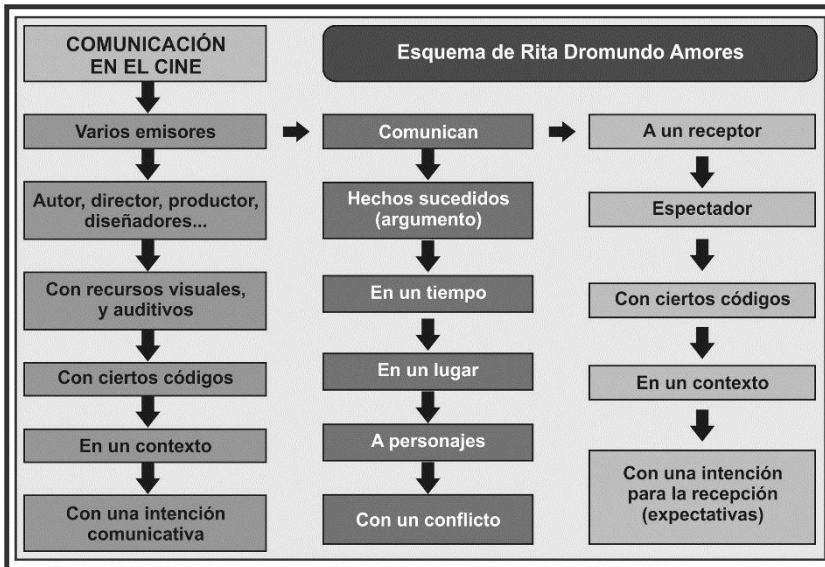 COMUNICACIÓN
EN EL CINE
Esquema de Rita Dromundo Amores
Varios emisores
Autor, director, productor,
diseñadores...
Con recursos visuales,
y auditivos
Con ciertos códigos
En un contexto
Con una intención
comunicativa
Comunican
Hechos sucedidos
(argumento)
En un tiempo
En un lugar
A personajes
Con un conflicto
A un receptor
Espectador
Con ciertos códigos
En un contexto
Con una intención
para la recepción
(expectativas)